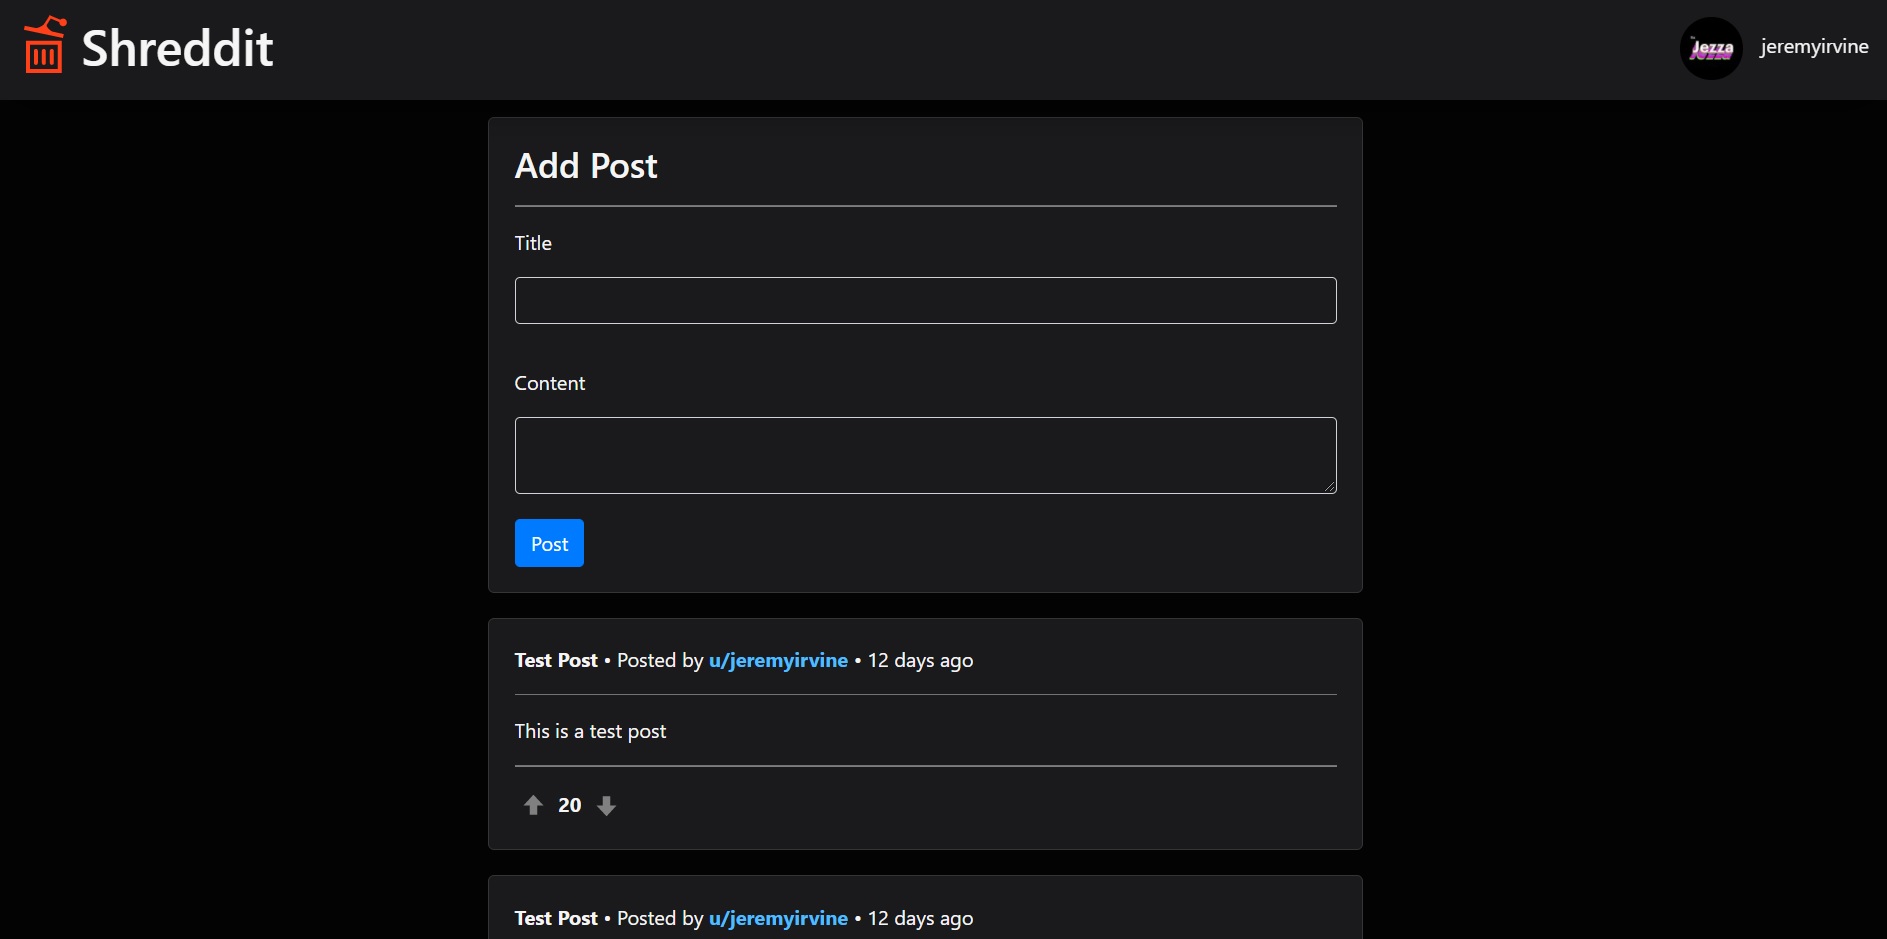 Shreddit
Jezza
jeremyirvine
Add Post
Title
Content
Post
Test Post • Posted by u/jeremyirvine • 12 days ago
This is a test post
20
Test Post • Posted by u/jeremyirvine • 12 days ago